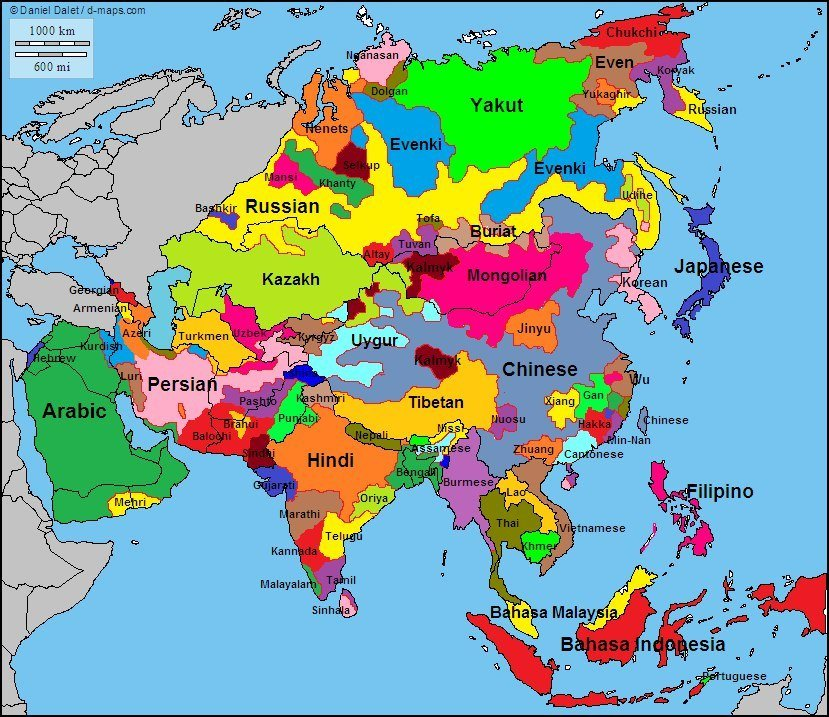 © Daniel Dalet / d-maps.com
1000 km
600 mi
Chukchi
Nganasan
Even
Koryak
Dolgan
Yakut
Yukaghir
Russian
Nenets
Evenki
Selkup
Evenki
Mansi
Khanty
Udihe
Bashkir
Russian
Tofa
Buriat
Tuvan
Altay
Kalmyk
Mongolian
Japanese
Kazakh
Korean
Georgian
Armenian
Azeri
Turkmen
Uzbek
Kyrgyz
Jinyu
Uygur
Kurdish
Hebrew
Kalmyk
Chinese
Lur
Persian
Wu
Pashto
Kashmiri
Tibetan
Xiang
Gan
Arabic
Brahui
Punjabi
Nuosu
Chinese
Balochi
Nepali
Nissi
Hakka
Min-Nan
Sindhi
Hindi
Assamese
Zhuang
Cantonese
Bengali
Gujarati
Burmese
Filipino
Mehri
Oriya
Lao
Marathi
Thai
Vietnamese
Telugu
Kannada
Khmer
Malayalam
Tamil
Sinhala
Bahasa Malaysia
Bahasa Indonesia
Portuguese